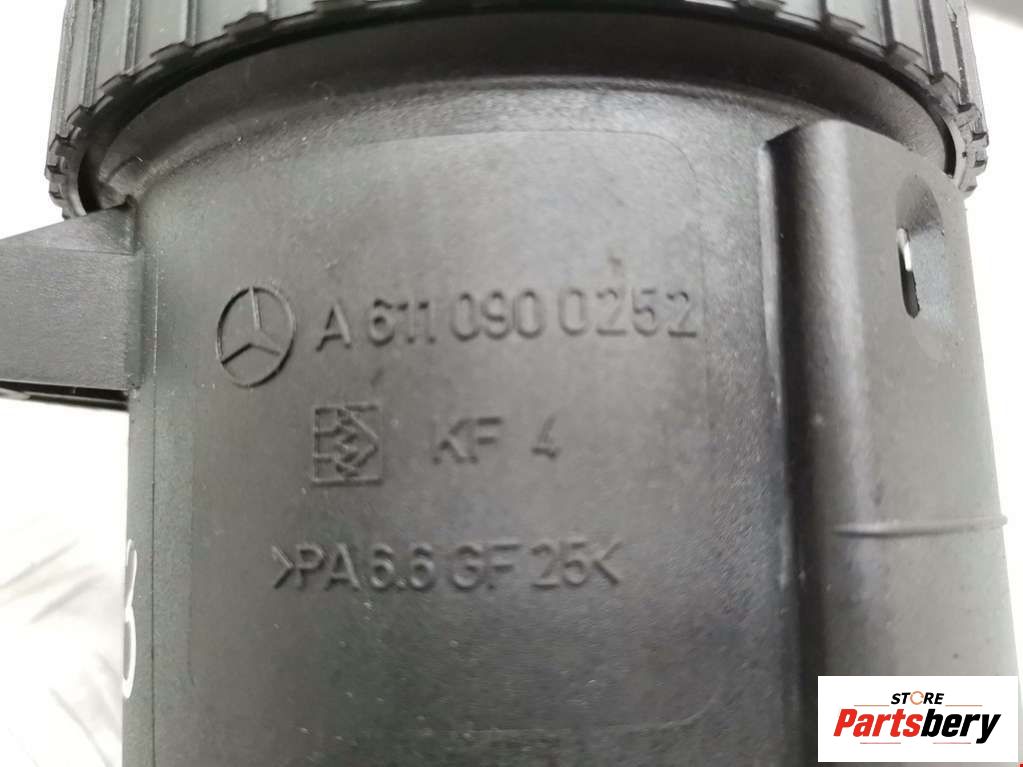 A 611 090 0252
KF 4
>PA 6.6 GF 25<
STORE
Partsbery